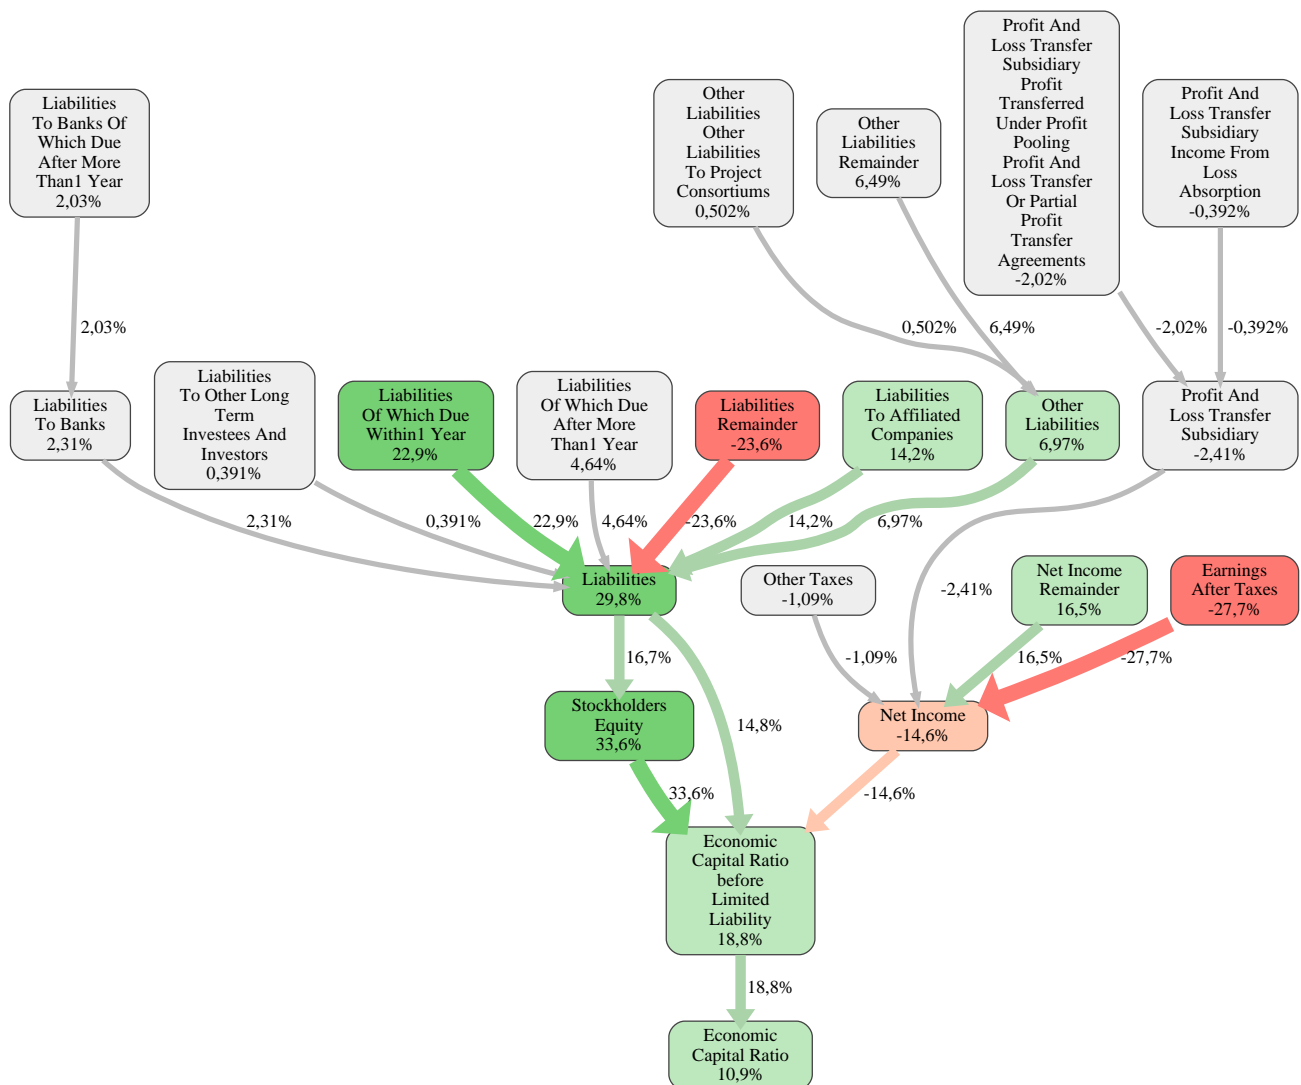 Profit And
Loss Transfer
Subsidiary
Profit
Transferred
Under Profit
Pooling
Profit And
Loss Transfer
Or Partial
Profit
Transfer
Agreements
-2,02%
Liabilities
To Banks Of
Which Due
After More
Than1 Year
2,03%
Other
Liabilities
Other
Liabilities
To Project
Consortiums
0,502%
Other
Liabilities
Remainder
6,49%
Profit And
Loss Transfer
Subsidiary
Income From
Loss
Absorption
-0,392%
2,03%
0,502%
6,49%
-2,02%
-0,392%
Liabilities
To Banks
2,31%
Liabilities
To Other Long
Term
Investees And
Investors
0,391%
Liabilities
Of Which Due
Within1 Year
22,9%
Liabilities
Of Which Due
After More
Than1 Year
4,64%
Liabilities
Remainder
-23,6%
Liabilities
To Affiliated
Companies
14,2%
Other
Liabilities
6,97%
Profit And
Loss Transfer
Subsidiary
-2,41%
2,31%
0,391%
22,9%
4,64%
-23,6%
14,2%
6,97%
-2,41%
Liabilities
29,8%
Other Taxes
-1,09%
Net Income
Remainder
16,5%
Earnings
After Taxes
-27,7%
16,7%
14,8%
-1,09%
16,5%
-27,7%
Stockholders
Equity
33,6%
Net Income
-14,6%
33,6%
-14,6%
Economic
Capital Ratio
before
Limited
Liability
18,8%
18,8%
Economic
Capital Ratio
10,9%